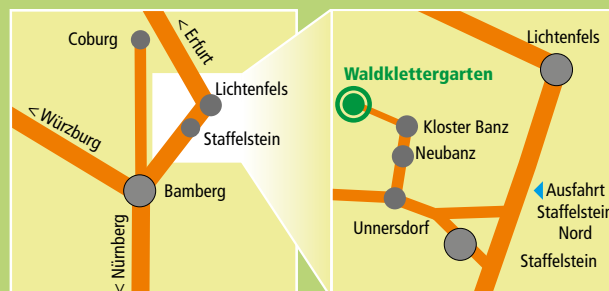 Coburg
< Erfurt
Lichtenfels
Staffelstein
< Würzburg
Bamberg
< Nürnberg
Lichtenfels
Waldklettergarten
Kloster Banz
Neubanz
Ausfahrt
Staffelstein
Nord
Unnersdorf
Staffelstein